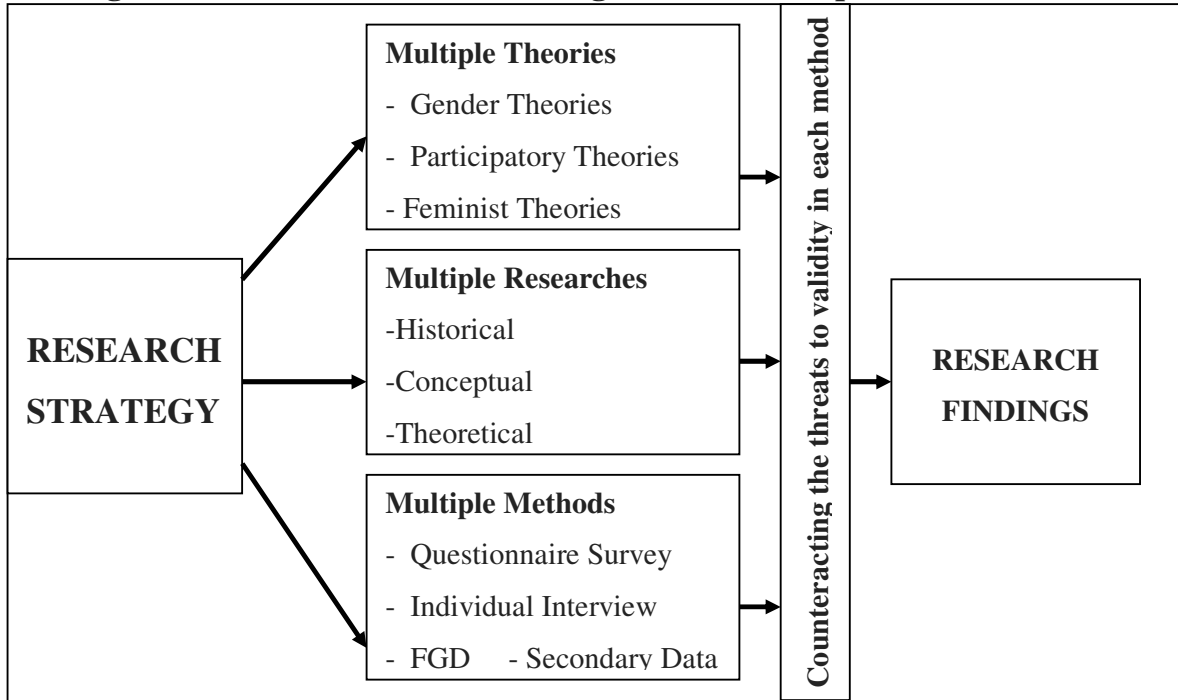 RESEARCH
STRATEGY
Multiple Theories
- Gender Theories
- Participatory Theories
- Feminist Theories
Multiple Researches
-Historical
-Conceptual
-Theoretical
Multiple Methods
- Questionnaire Survey
- Individual Interview
- FGD - Secondary Data
Counteracting the threats to validity in each method
RESEARCH
FINDINGS